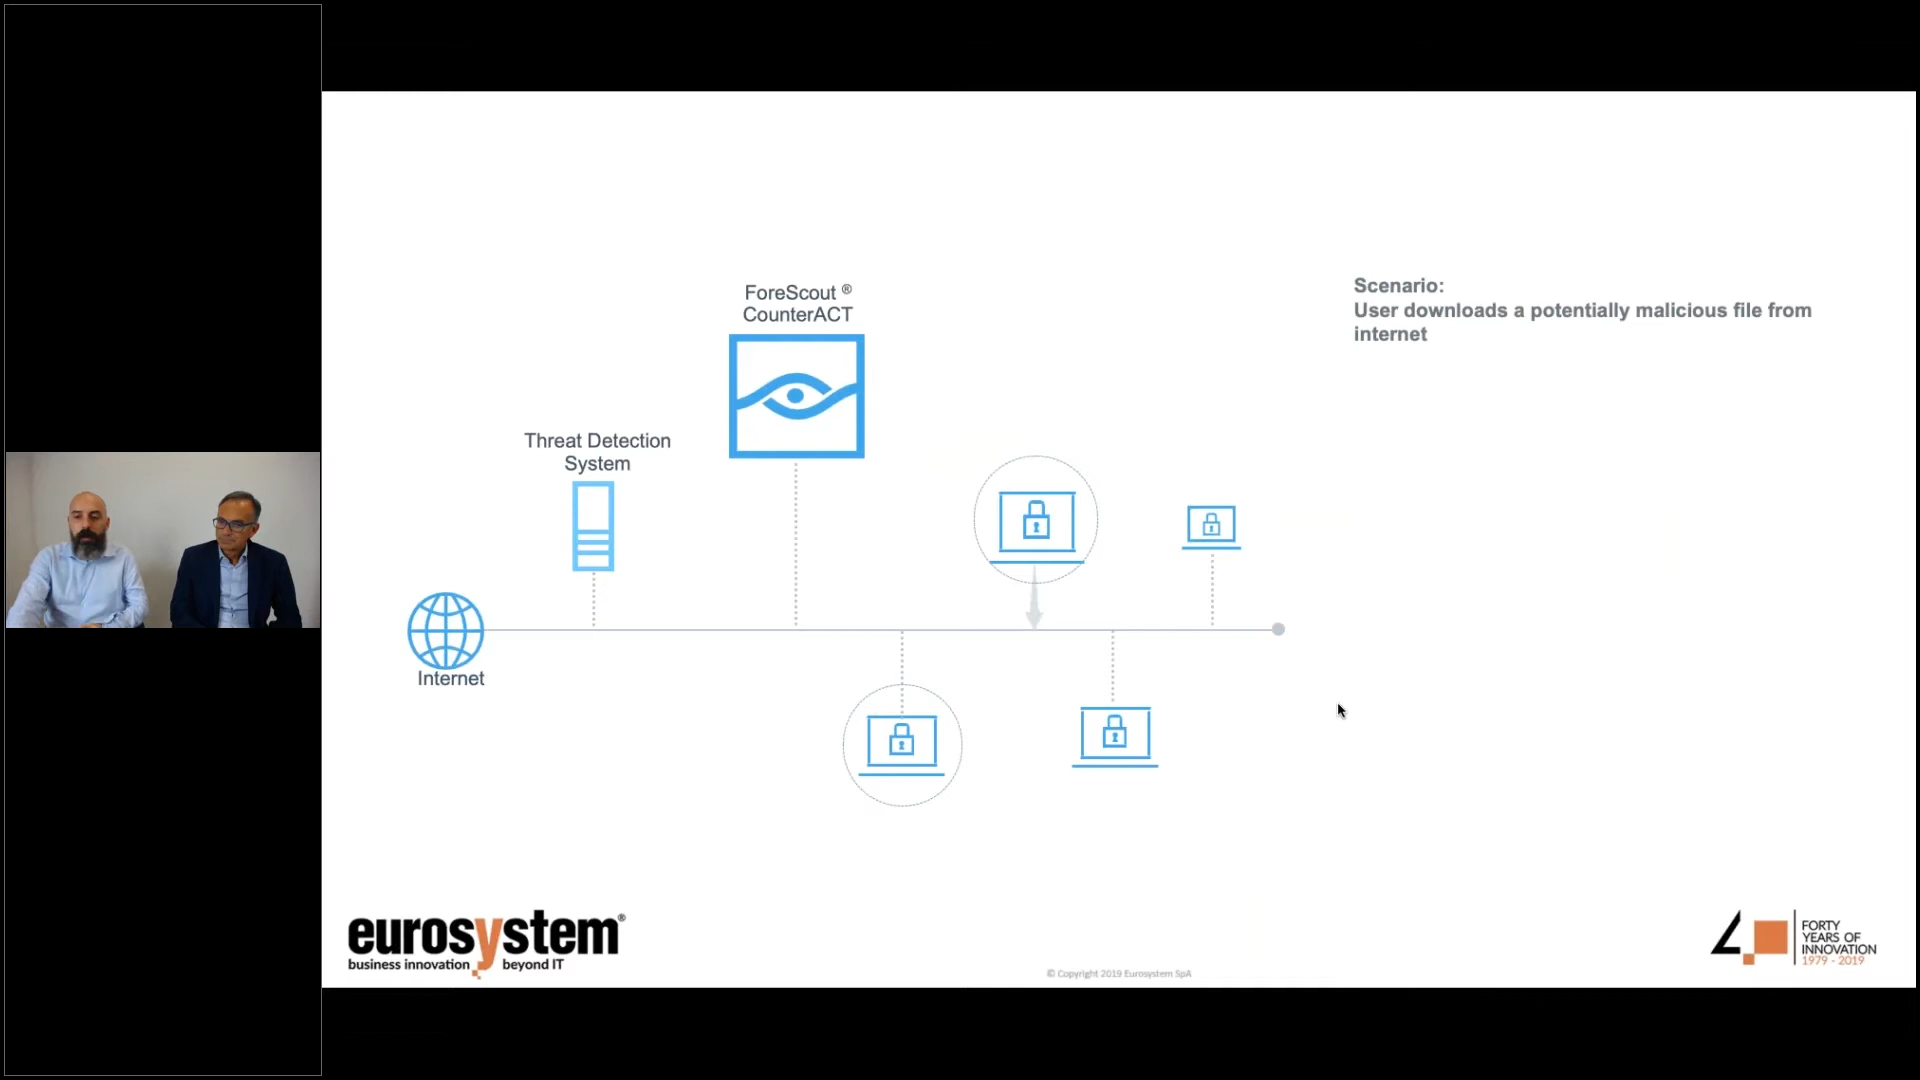 ForeScout ®
CounterACT
Scenario:
User downloads a potentially malicious file from
internet
Threat Detection
System
Internet
eurosystem®
business innovation beyond IT
© Copyright 2019 Eurosystem SpA
40
FORTY
YEARS OF
INNOVATION
1979 - 2019